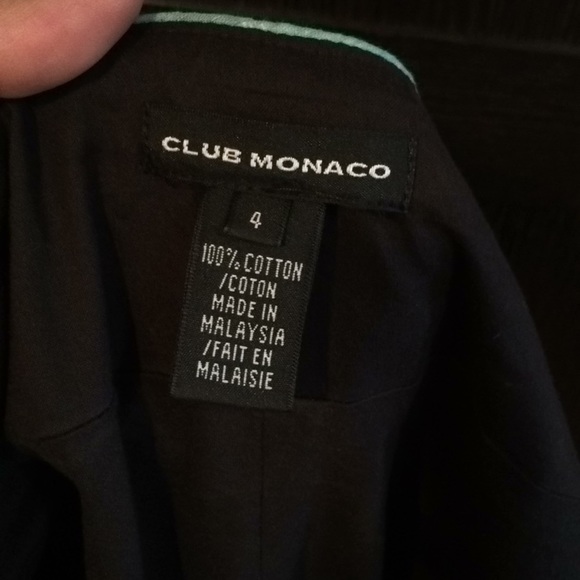 CLUB MONACO
4
100% COTTON
/COTON
MADE IN
MALAYSIA
/FAIT EN
MALAISIE